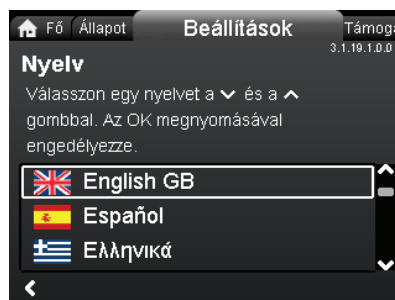 Fő Állapot Beállítások Támog
3.1.19.1.0.0
Nyelv
Válasszon egy nyelvet a és a
gombbal. Az OK megnyomásával
engedélyezze.
English GB
Español
Ελληνικά